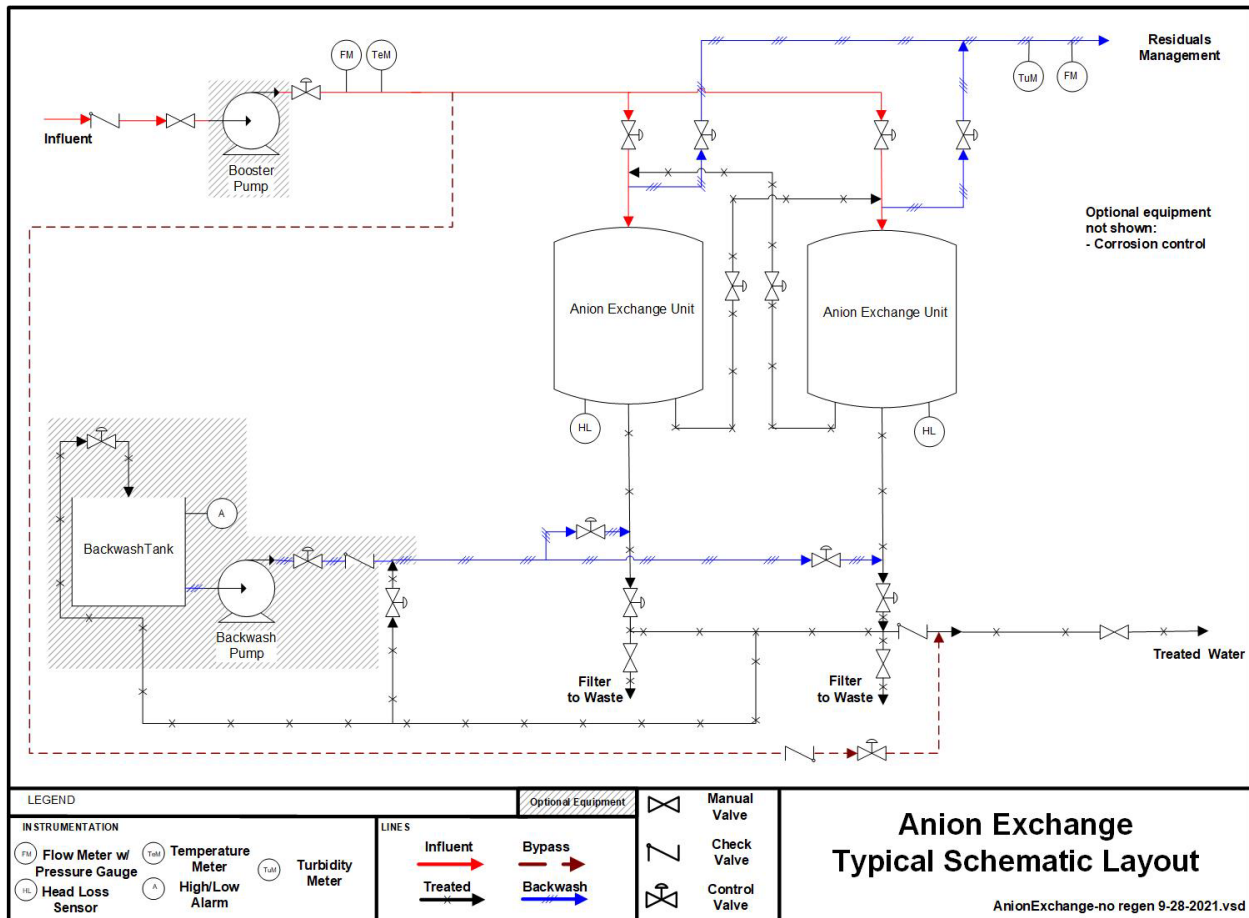 FM
TeM
Residuals
Management
TuM
FM
Influent
Booster
Pump
Optional equipment
not shown:
- Corrosion control
Anion Exchange Unit
Anion Exchange Unit
HL
HL
A
BackwashTank
Backwash
Pump
Filter
to Waste
Filter
to Waste
Treated Water
LEGEND
Optional Equipment
INSTRUMENTATION
FM Flow Meter w/
Pressure Gauge
TeM Temperature
Meter
TuM Turbidity
Meter
HL Head Loss
Sensor
A High/Low
Alarm
LINES
Influent
Bypass
Treated
Backwash
Manual
Valve
Check
Valve
Control
Valve
Anion Exchange
Typical Schematic Layout
AnionExchange-no regen 9-28-2021.vsd